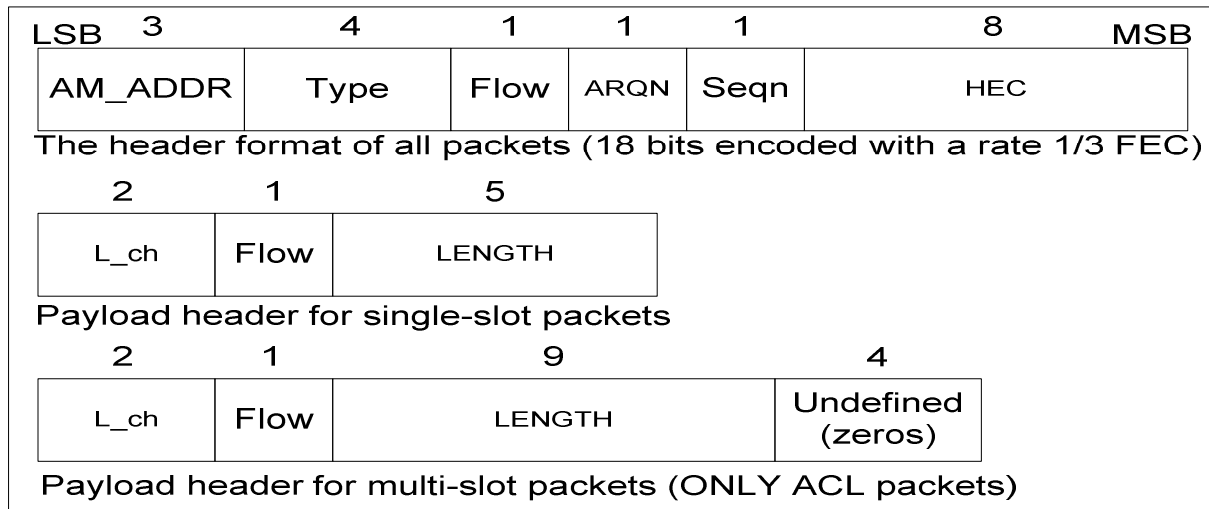 LSB 3 4 1 1 1 8 MSB
AM_ADDR Type Flow ARQN Seqn HEC
The header format of all packets (18 bits encoded with a rate 1/3 FEC)
2 1 5
L_ch Flow LENGTH
Payload header for single-slot packets
2 1 9 4
L_ch Flow LENGTH Undefined
(zeros)
Payload header for multi-slot packets (ONLY ACL packets)